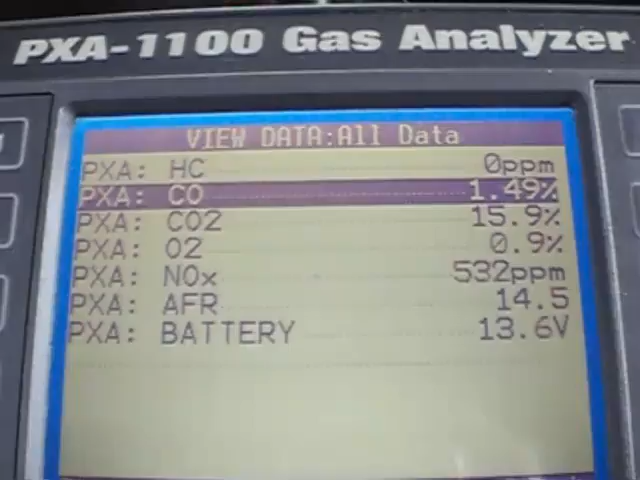 PXA-1100 Gas Analyzer
VIEW DATA:All Data
PXA: HC 0ppm
PXA: CO 1.49%
PXA: CO2 15.9%
PXA: O2 0.9%
PXA: NOx 532ppm
PXA: AFR 14.5
PXA: BATTERY 13.6V